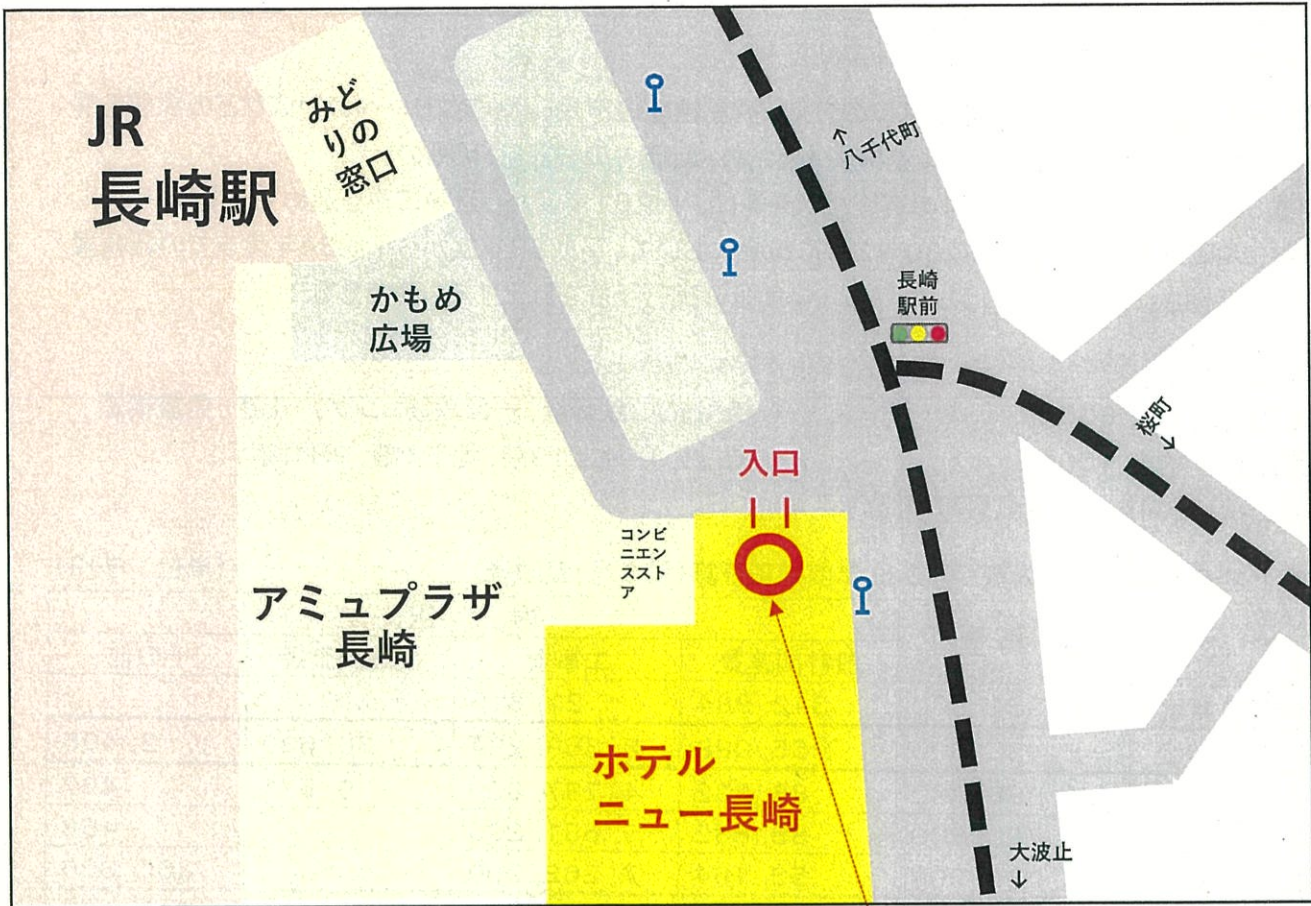 JR
長崎駅
みど
りの
窓口
かもめ
広場
↑
八千代町
長崎
駅前
桜町
↓
入口
コンビ
ニエン
ススト
ア
アミュプラザ
長崎
ホテル
ニュー長崎
大波止
↓